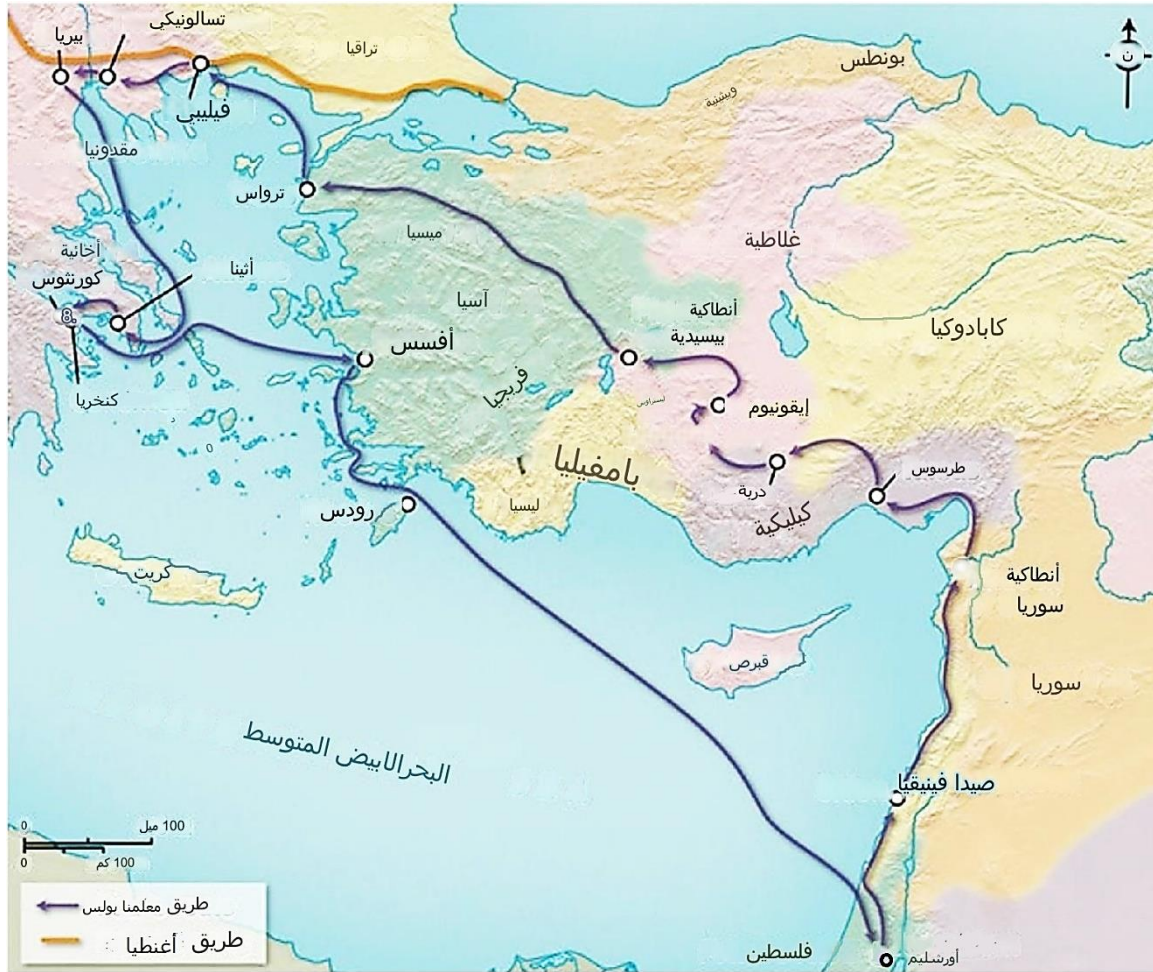 تسالونيكي
بيريا
تراقيا
ن
بونطس
ويثنية
فيليبي
مقدونيا
ترواس
ميسيا
غلاطية
أخائية
كورنثوس
أثينا
آسيا
أنطاكية
بيسيدية
كابادوكيا
أفسس
8.
فريجيا
كنخريا
إيقونيوم
بامفيليا
طرسوس
دربة
ليسيا
رودس
كيليكية
كريت
أنطاكية
سوريا
قبرص
سوريا
البحرالابيض المتوسط
صيدا فينيقيا
0 100 ميل
0 100 كم
طريق معلمنا بولس
طريق أغنطيا
فلسطين
أورشليم